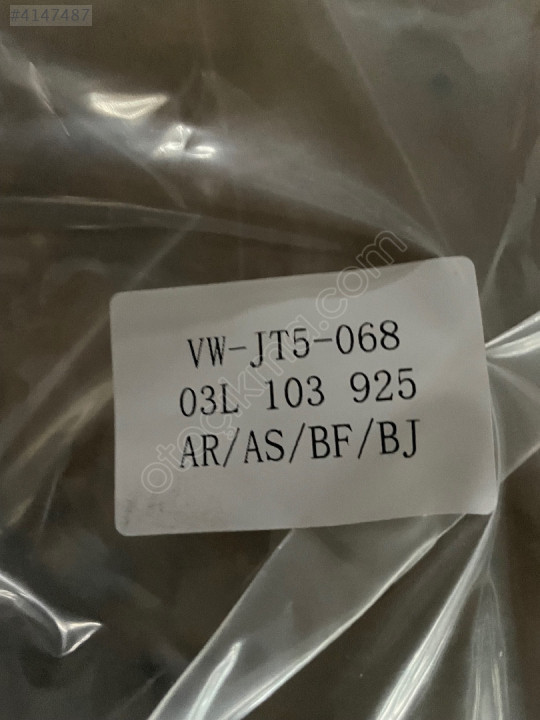 #4147487
VW-JT5-068
03L 103 925
AR/AS/BF/BJ
otocikma.com